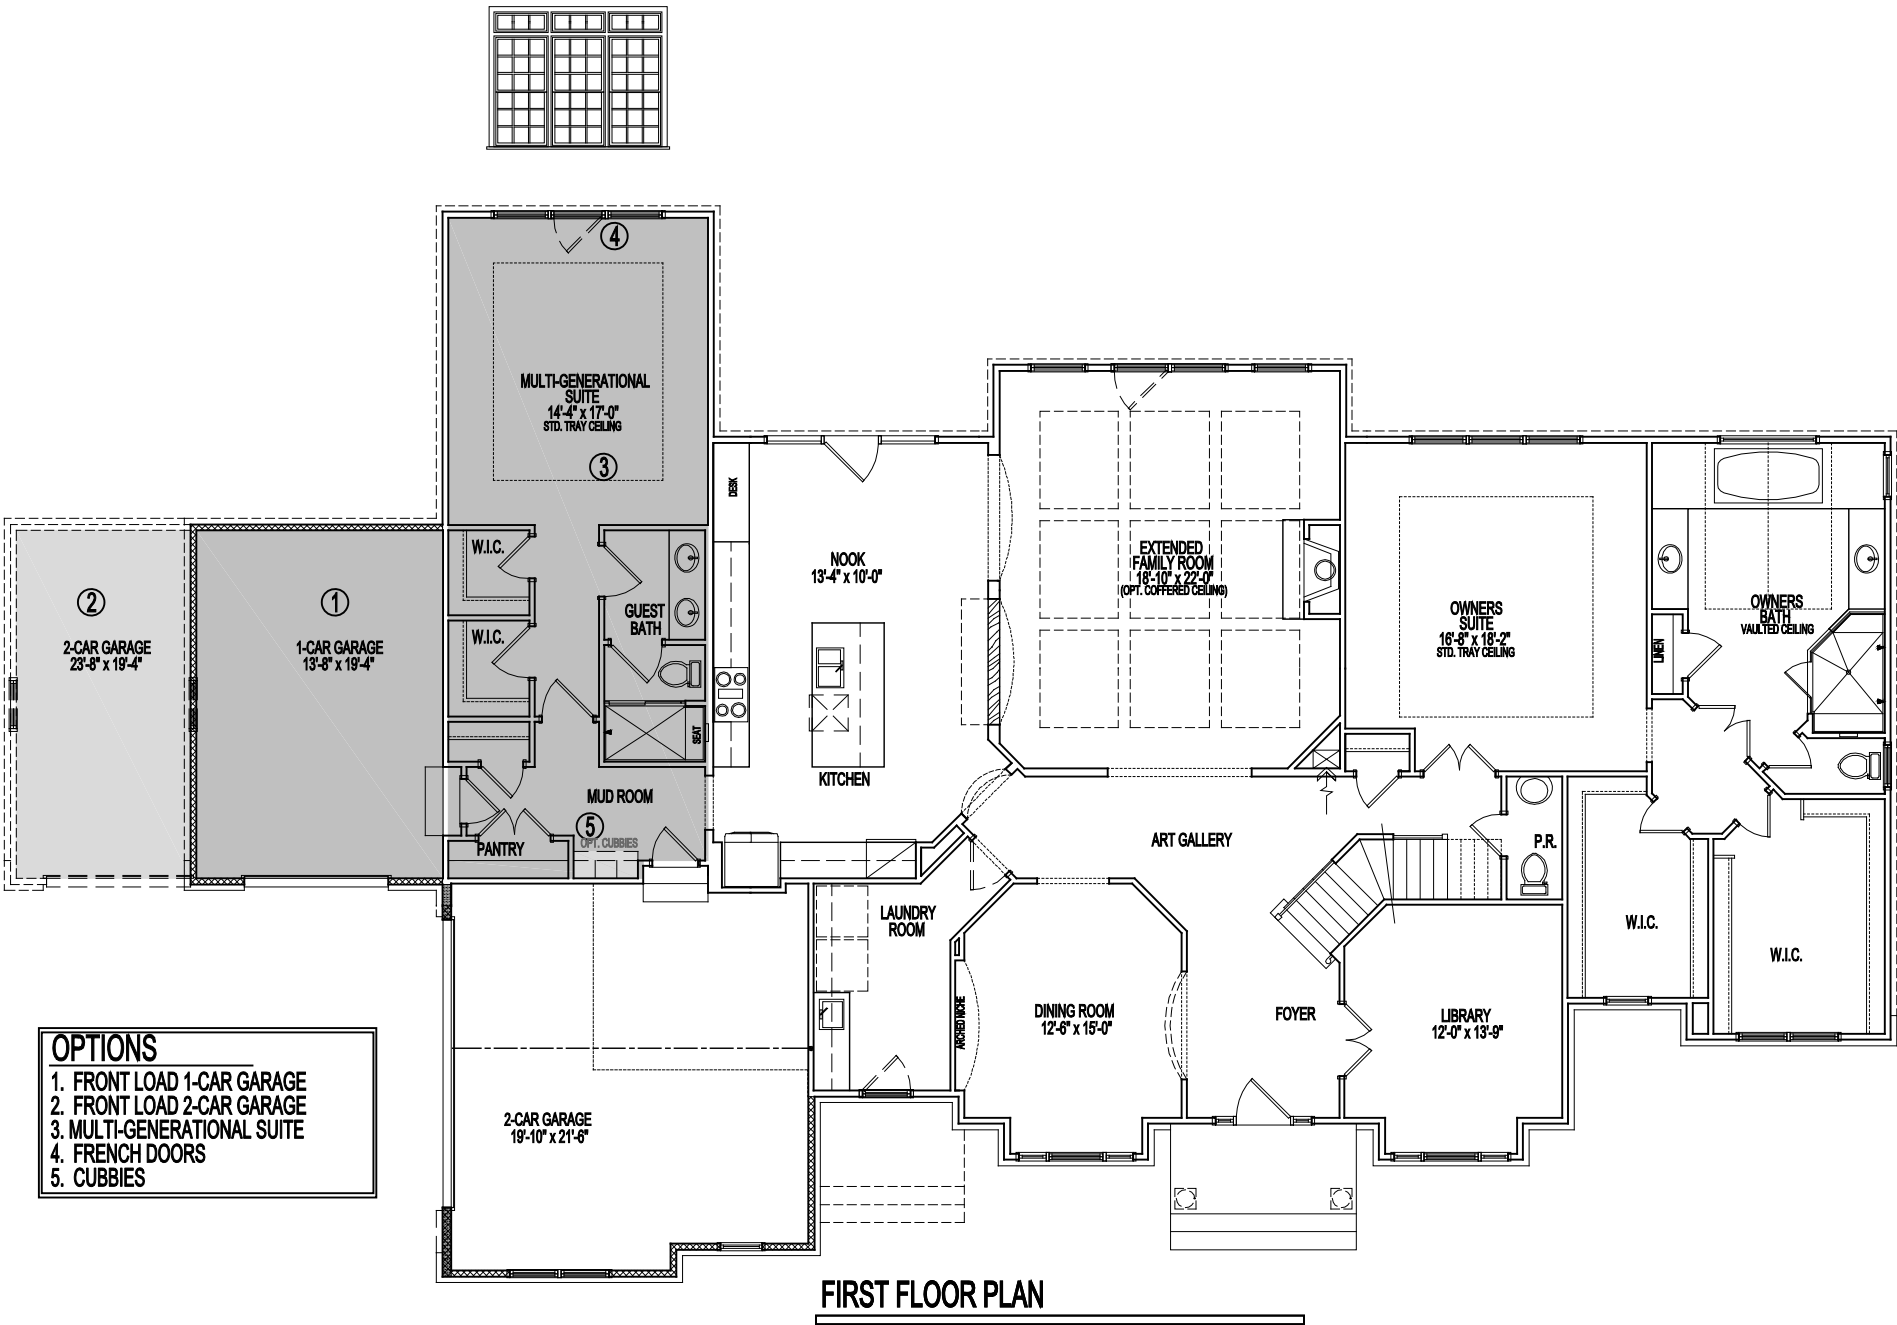 4
MULTI-GENERATIONAL
SUITE
14'-4" x 17'-0"
STD. TRAY CEILING
3
DESK
W.I.C.
NOOK
13'-4" x 10'-0"
EXTENDED
FAMILY ROOM
18'-10" x 22'-0"
(OPT. COFFERED CEILING)
2
2-CAR GARAGE
23'-8" x 19'-4"
1
1-CAR GARAGE
13'-8" x 19'-4"
W.I.C.
GUEST
BATH
OWNERS
SUITE
16'-8" x 18'-2"
STD. TRAY CEILING
OWNERS
BATH
VAULTED CEILING
LINEN
SEAT
KITCHEN
MUD ROOM
5
OPT. CUBBIES
PANTRY
ART GALLERY
P.R.
LAUNDRY
ROOM
W.I.C.
W.I.C.
ARCHED NICHE
DINING ROOM
12'-6" x 15'-0"
FOYER
LIBRARY
12'-0" x 13'-9"
2-CAR GARAGE
19'-10" x 21'-6"
OPTIONS
1. FRONT LOAD 1-CAR GARAGE
2. FRONT LOAD 2-CAR GARAGE
3. MULTI-GENERATIONAL SUITE
4. FRENCH DOORS
5. CUBBIES
FIRST FLOOR PLAN